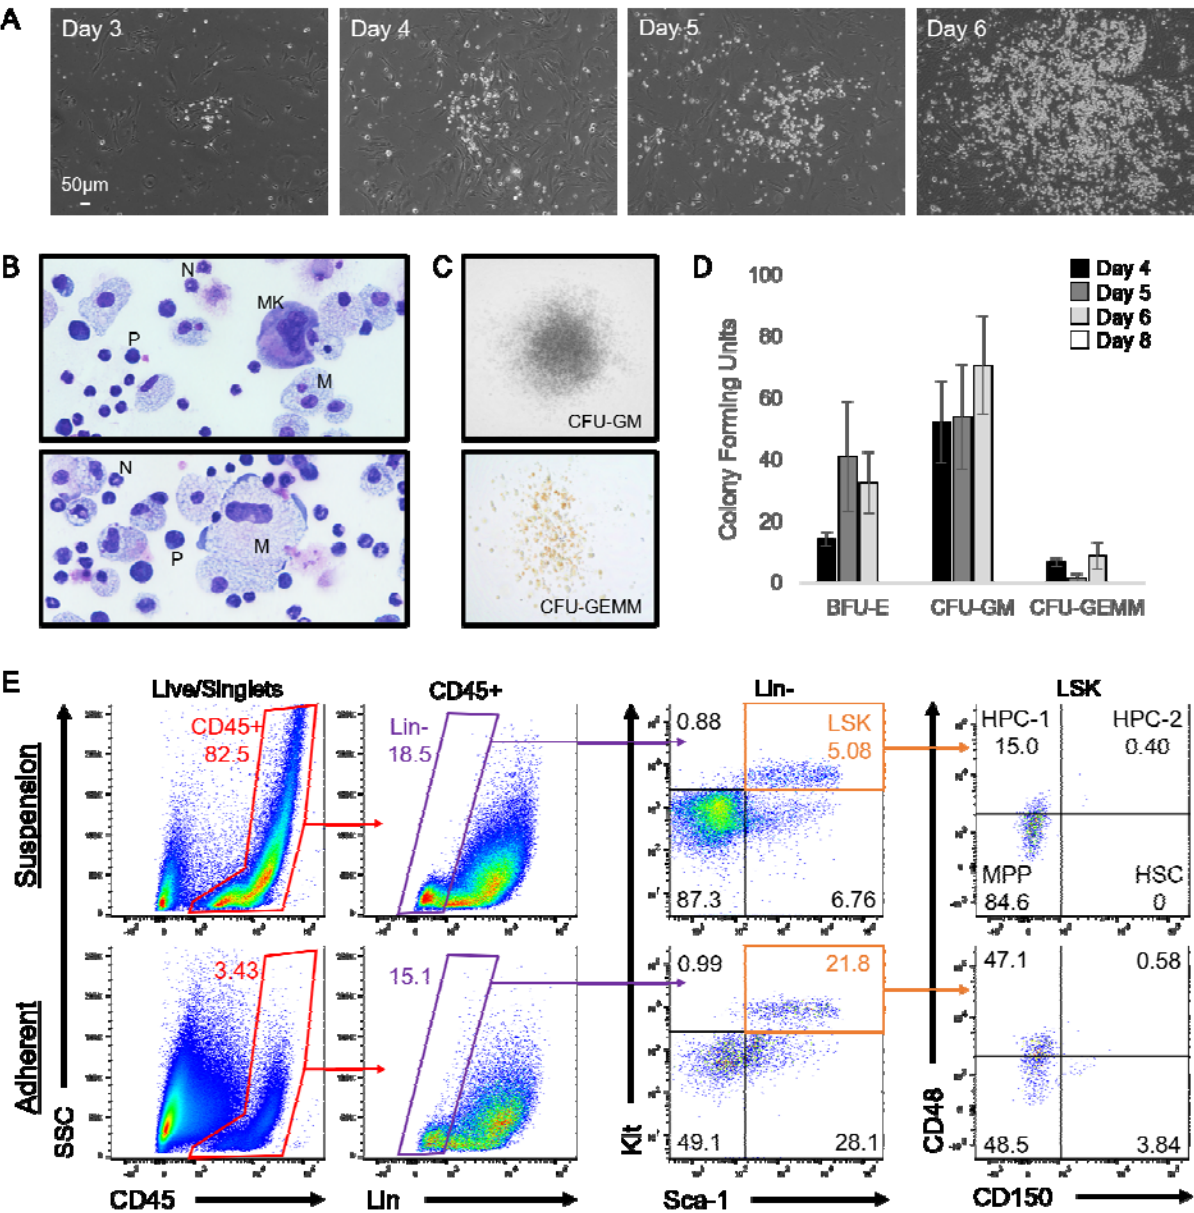 A
Day 3
Day 4
Day 5
Day 6
50µm
B
N
MK
P
M
N
P
M
C
CFU-GM
CFU-GEMM
D
100
80
60
40
20
0
Colony Forming Units
Day 4
Day 5
Day 6
Day 8
BFU-E
CFU-GM
CFU-GEMM
E
Live/Singlets
CD45+
Lin-
LSK
Suspension
CD45+
82.5
Lin-
18.5
0.88
LSK
5.08
87.3
6.76
HPC-1
15.0
HPC-2
0.40
MPP
84.6
HSC
0
Adherent
3.43
15.1
0.99
21.8
49.1
28.1
47.1
0.58
48.5
3.84
SSC
Kit
CD48
CD45
Lin
Sca-1
CD150